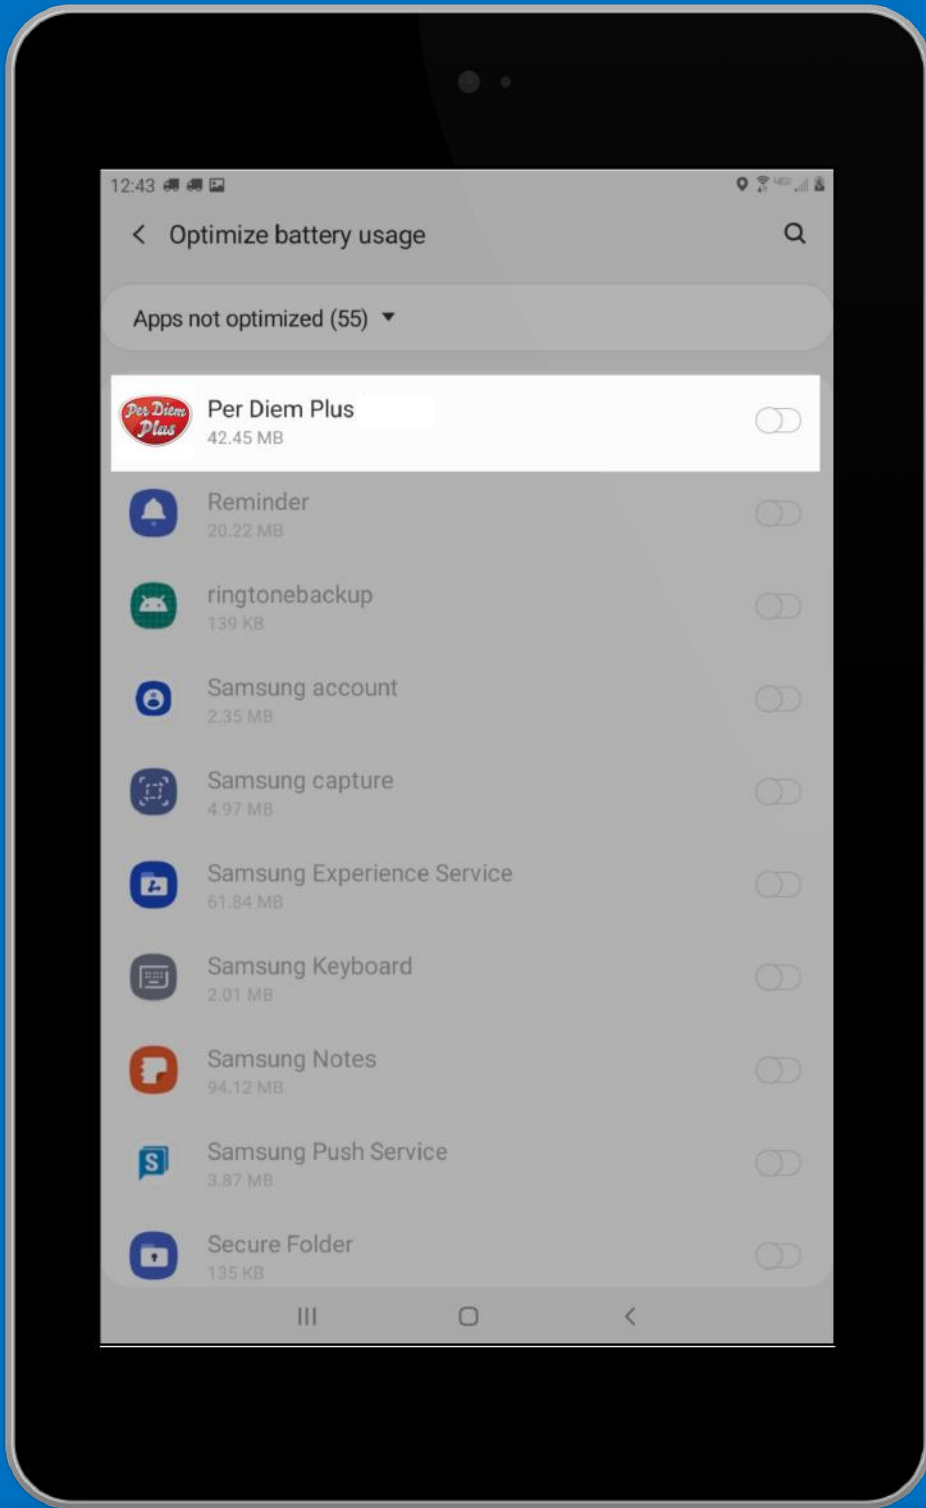 12:43
Optimize battery usage
Apps not optimized (55)
Per Diem
Plus
Per Diem Plus
42.45 MB
Reminder
20.22 MB
ringtonebackup
139 KB
Samsung account
2.35 MB
Samsung capture
4.97 MB
Samsung Experience Service
61.84 MB
Samsung Keyboard
2.01 MB
Samsung Notes
94.12 MB
S
Samsung Push Service
3.87 MB
Secure Folder
135 KB